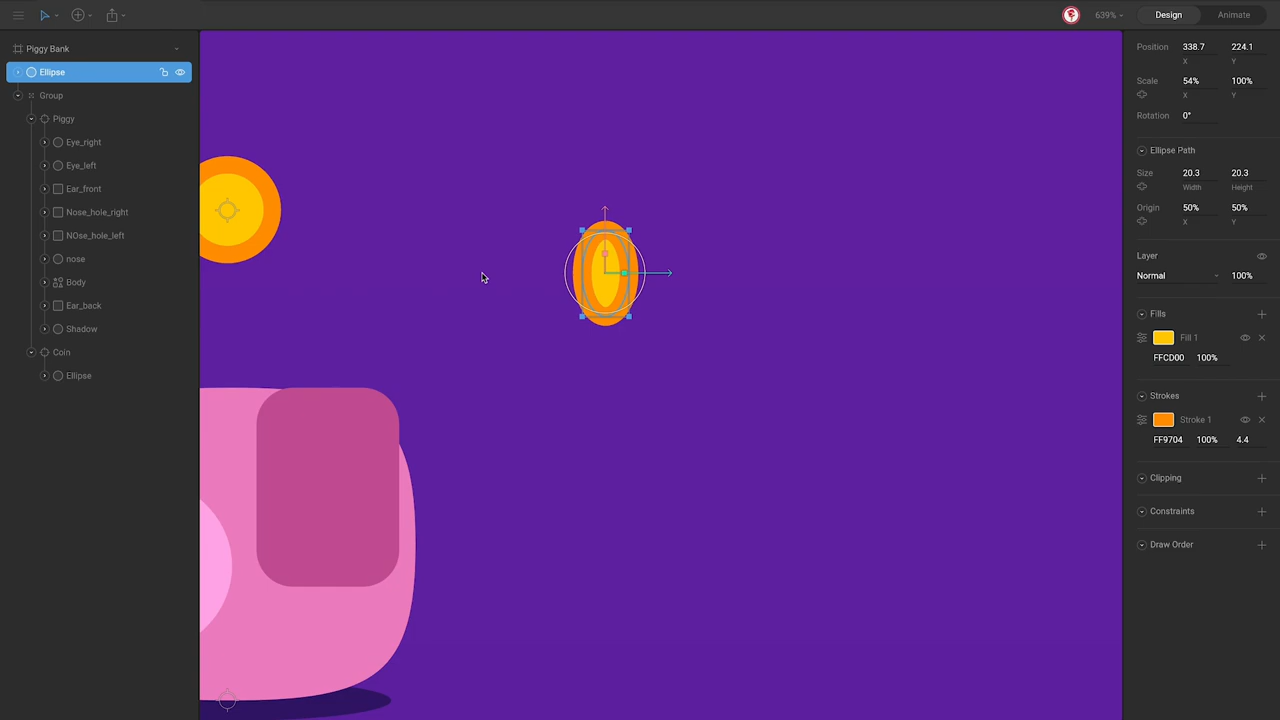 639% Design Animate
Piggy Bank
Ellipse
Group
Piggy
Eye_right
Eye_left
Ear_front
Nose_hole_right
NOse_hole_left
nose
Body
Ear_back
Shadow
Coin
Ellipse
Position 338.7 224.1
X Y
Scale 54% 100%
X Y
Rotation 0°
Ellipse Path
Size 20.3 20.3
Width Height
Origin 50% 50%
X Y
Layer
Normal 100%
Fills
Fill 1
FFCD00 100%
Strokes
Stroke 1
FF9704 100% 4.4
Clipping
Constraints
Draw Order